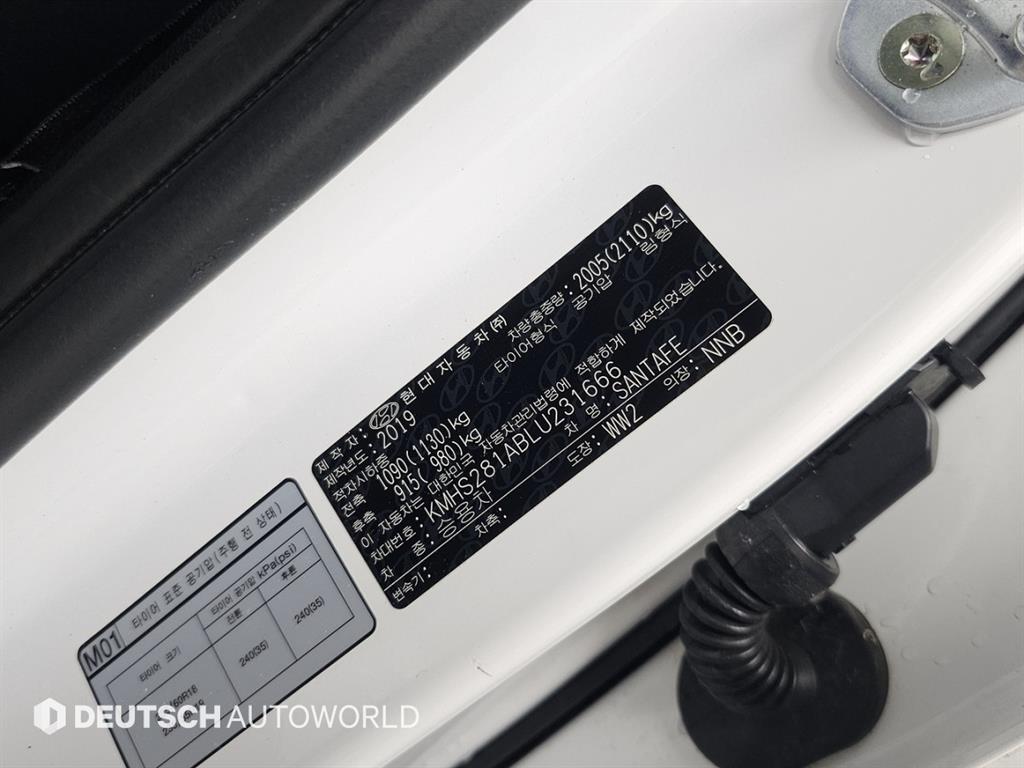 제작자: HYUNDAI 현대자동차(주)
제작년도: 2019 차량총중량: 2005(2110)kg
적차시하중 타이어형식 공기압 림형식
전축 1090(1130)kg
후축 915( 980)kg
이 자동차는 대한민국 자동차관리법령에 적합하게 제작되었습니다.
차대번호: KMHS281ABLU231666
차 종: 승용차 차 명: SANTAFE
변속기: 차축: 도장: WW2 의장: NNB
M01 타이어 표준 공기압(주행 전 상태)
타이어 크기 타이어 공기압 kPa(psi)
전륜 후륜
60R18
240(35) 240(35)
DEUTSCH AUTOWORLD